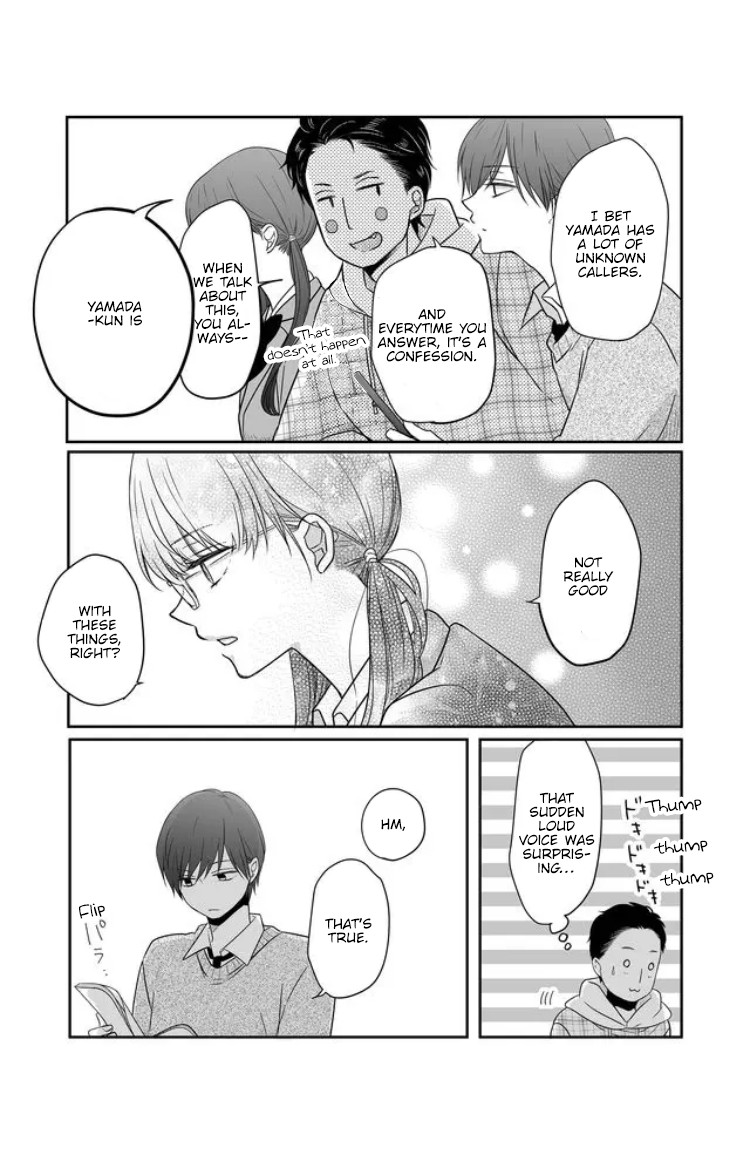 I BET
YAMADA HAS
A LOT OF
UNKNOWN
CALLERS.
AND
EVERYTIME YOU
ANSWER, IT'S A
CONFESSION.
That
doesn't happen
at all.
WHEN
WE TALK
ABOUT
THIS,
YOU AL-
WAYS--
YAMADA
-KUN IS
NOT
REALLY
GOOD
WITH
THESE
THINGS,
RIGHT?
THAT
SUDDEN
LOUD
VOICE WAS
SURPRIS-
ING...
ドキ
Thump
ドキ
thump
ドキ
thump
HM,
THAT'S
TRUE.
Flip
パラ…